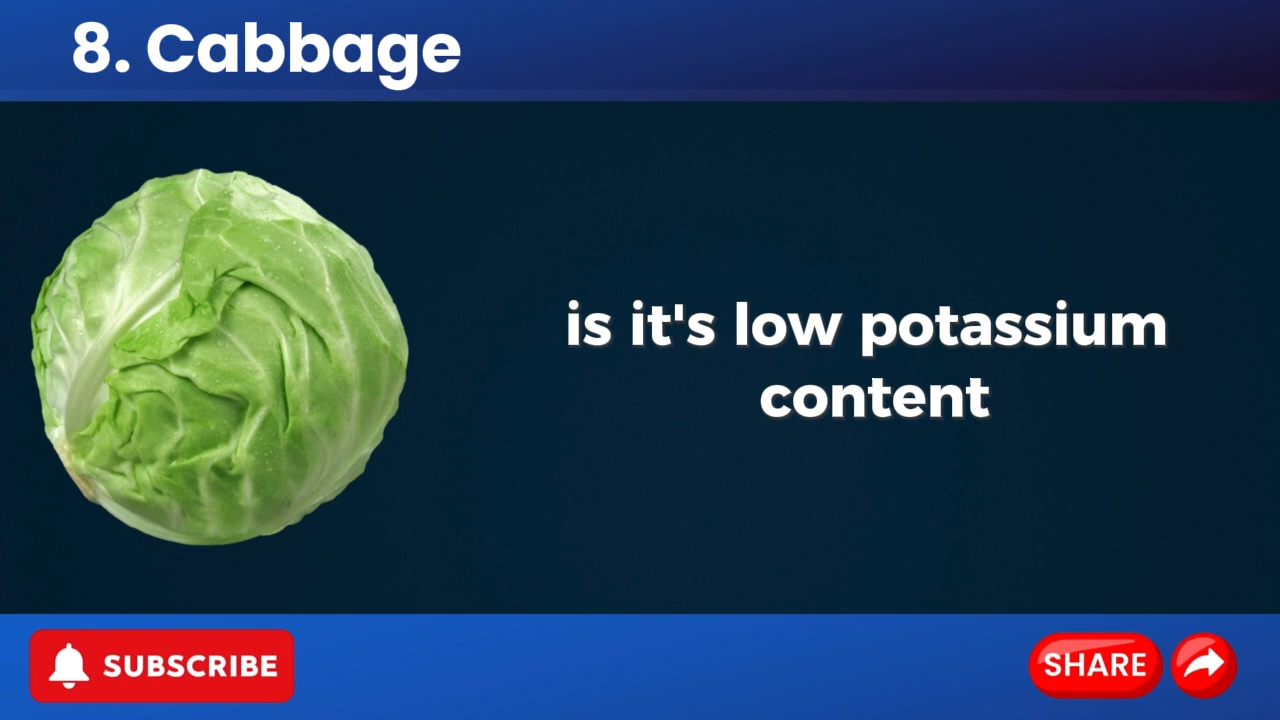 8. Cabbage
is it's low potassium
content
SUBSCRIBE
SHARE